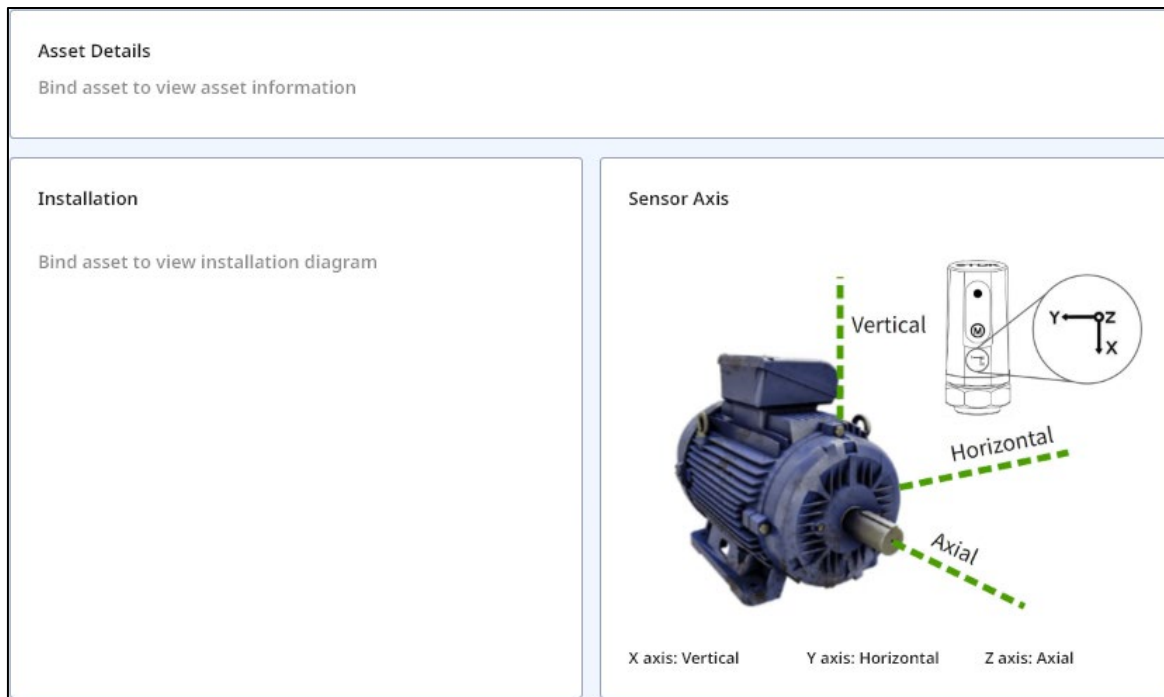 Asset Details
Bind asset to view asset information
Installation
Bind asset to view installation diagram
Sensor Axis
TDK
Vertical
M
Y Z
X
Horizontal
Axial
X axis: Vertical Y axis: Horizontal Z axis: Axial